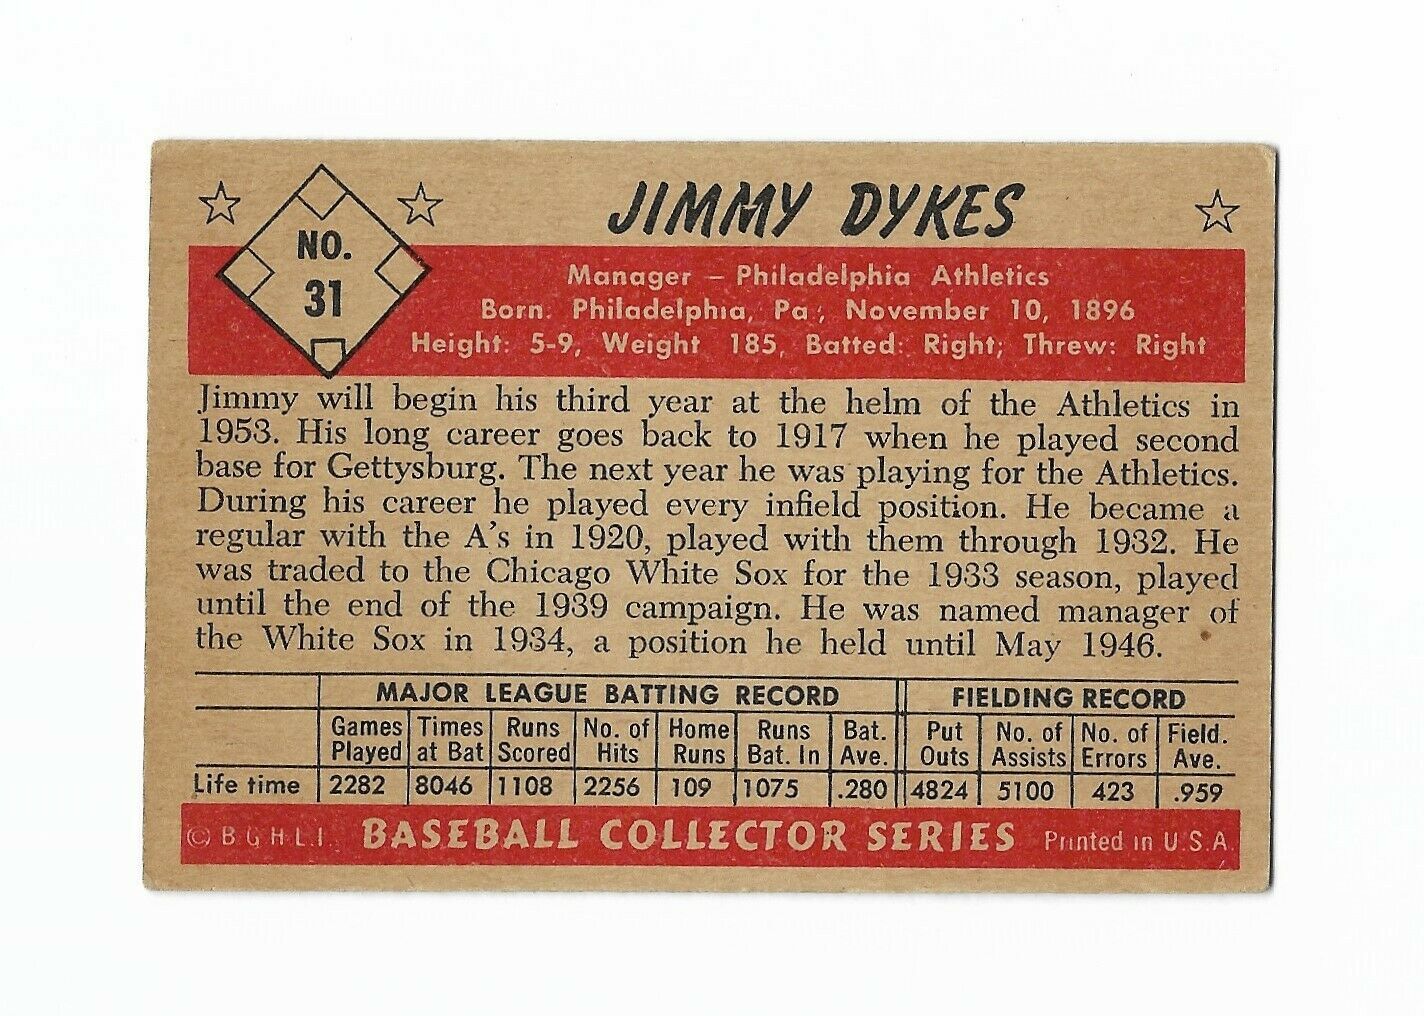 NO.
31
JIMMY DYKES
Manager – Philadelphia Athletics
Born: Philadelphia, Pa., November 10, 1896
Height: 5-9, Weight 185, Batted: Right; Threw: Right
Jimmy will begin his third year at the helm of the Athletics in
1953. His long career goes back to 1917 when he played second
base for Gettysburg. The next year he was playing for the Athletics.
During his career he played every infield position. He became a
regular with the A's in 1920, played with them through 1932. He
was traded to the Chicago White Sox for the 1933 season, played
until the end of the 1939 campaign. He was named manager of
the White Sox in 1934, a position he held until May 1946.
MAJOR LEAGUE BATTING RECORD FIELDING RECORD
Games Times Runs No. of Home Runs Bat. Put No. of No. of Field.
Played at Bat Scored Hits Runs Bat. In Ave. Outs Assists Errors Ave.
Life time 2282 8046 1108 2256 109 1075 .280 4824 5100 423 .959
© B G H L I. BASEBALL COLLECTOR SERIES Printed in U.S.A.